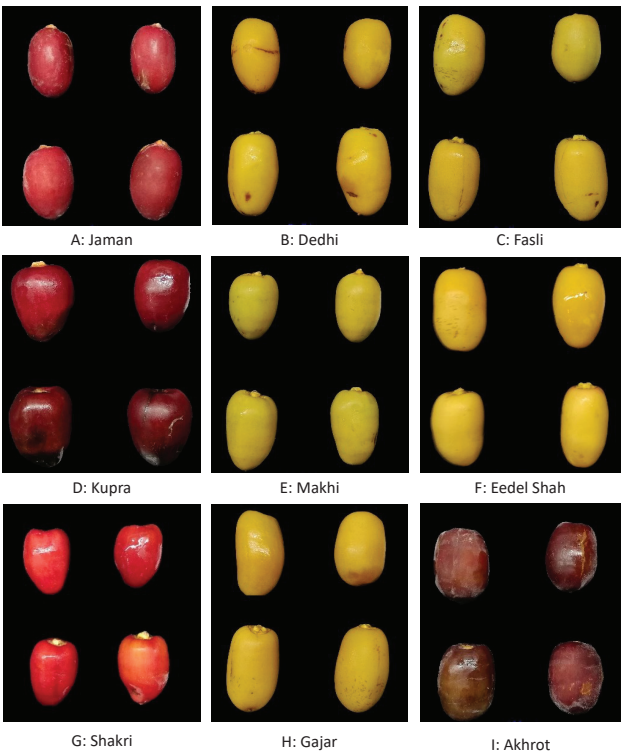 A: Jaman
B: Dedhi
C: Fasli
D: Kupra
E: Makhi
F: Eedel Shah
G: Shakri
H: Gajar
I: Akhrot